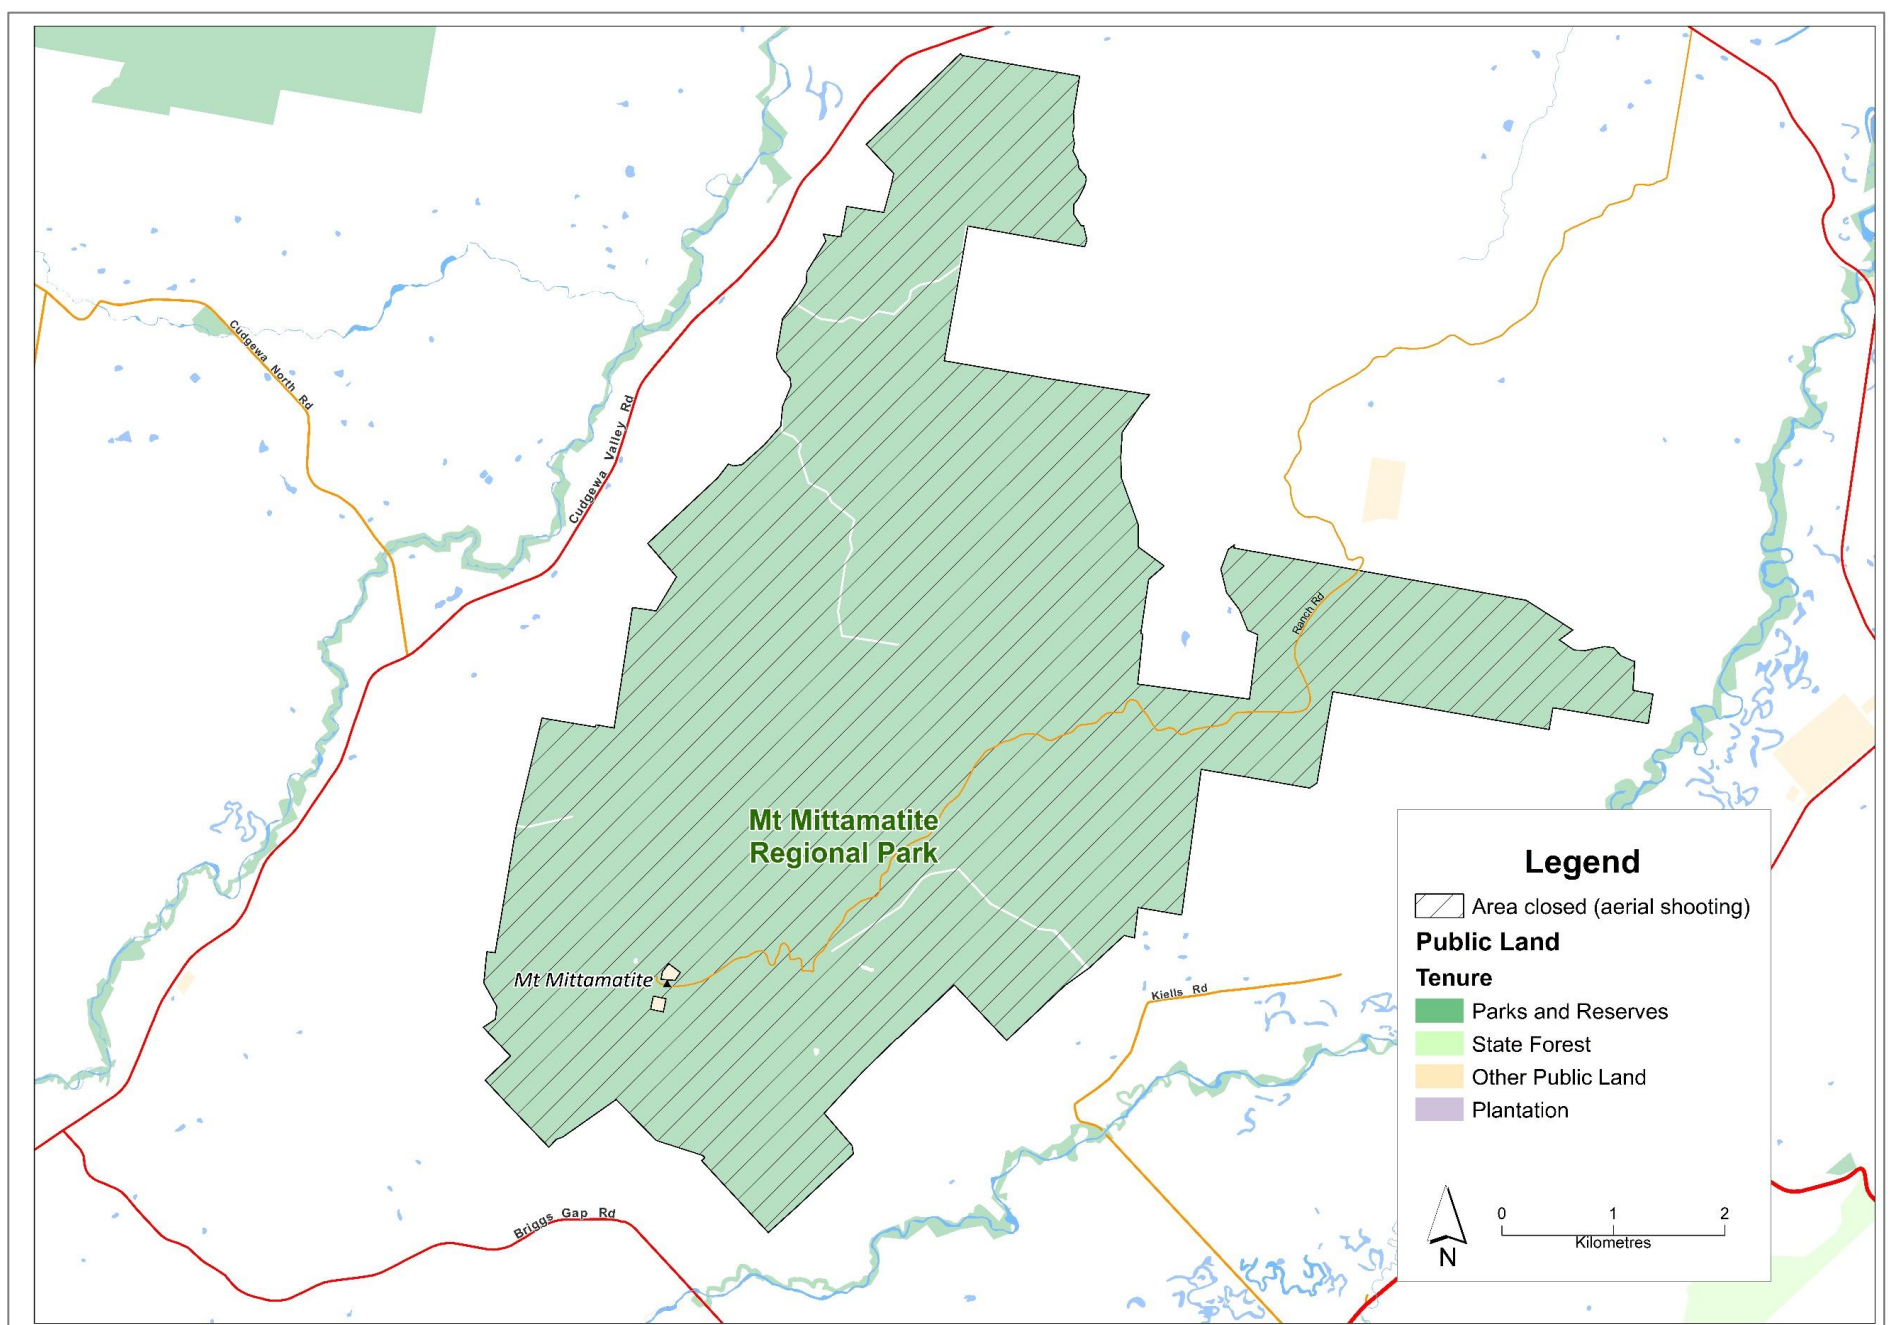 Cudgewa North Rd
Cudgewa Valley Rd
Ranch Rd
Mt Mittamatite
Regional Park
Mt Mittamatite
Kiells Rd
Briggs Gap Rd
Legend
Area closed (aerial shooting)
Public Land
Tenure
Parks and Reserves
State Forest
Other Public Land
Plantation
N
0 1 2
Kilometres